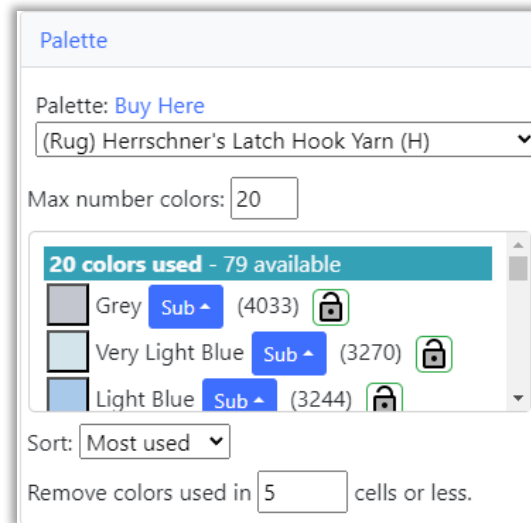 Palette
Palette: Buy Here
(Rug) Herrschner's Latch Hook Yarn (H)
Max number colors: 20
20 colors used - 79 available
Grey Sub (4033)
Very Light Blue Sub (3270)
Light Blue Sub (3244)
Sort: Most used
Remove colors used in 5 cells or less.